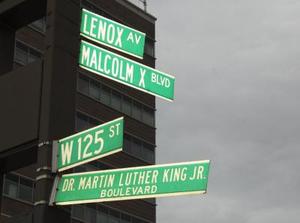 LENOX AV
MALCOLM X BLVD
W 125 ST
DR. MARTIN LUTHER KING JR.
BOULEVARD